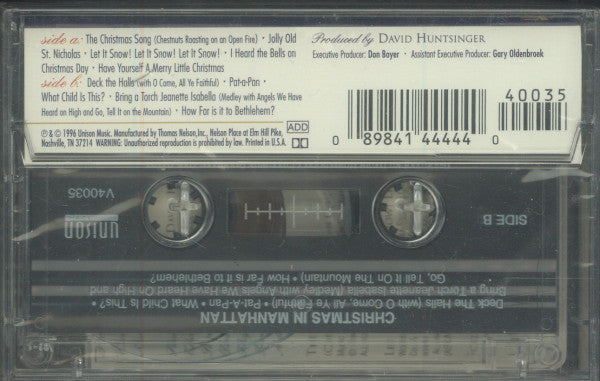 side a: The Christmas Song (Chestnuts Roasting on an Open Fire) • Jolly Old
St. Nicholas • Let It Snow! Let It Snow! Let It Snow! • I Heard the Bells on
Christmas Day • Have Yourself A Merry Little Christmas
side b: Deck the Halls (with O Come, All Ye Faithful) • Pat-a-Pan •
What Child Is This? • Bring a Torch Jeanette Isabella (Medley with Angels We Have
Heard on High and Go, Tell It on the Mountain) • How Far is it to Bethlehem?
℗ & © 1996 Unison Music. Manufactured by Thomas Nelson, Inc., Nelson Place at Elm Hill Pike,
Nashville, TN 37214 WARNING: Unauthorized reproduction is prohibited by law. Printed in U.S.A.
ADD
Produced by DAVID HUNTSINGER
Executive Producer: Don Boyer • Assistant Executive Producer: Gary Oldenbroek
40035
0 89841 44444 0
V40035
unison
SIDE B
CHRISTMAS IN MANHATTAN
Deck The Halls (with O Come, All Ye Faithful) • Pat-A-Pan • What Child Is This? •
Bring a Torch Jeanette Isabella (Medley with Angels We Have Heard On High and
Go, Tell It On The Mountain) • How Far is it to Bethlehem?